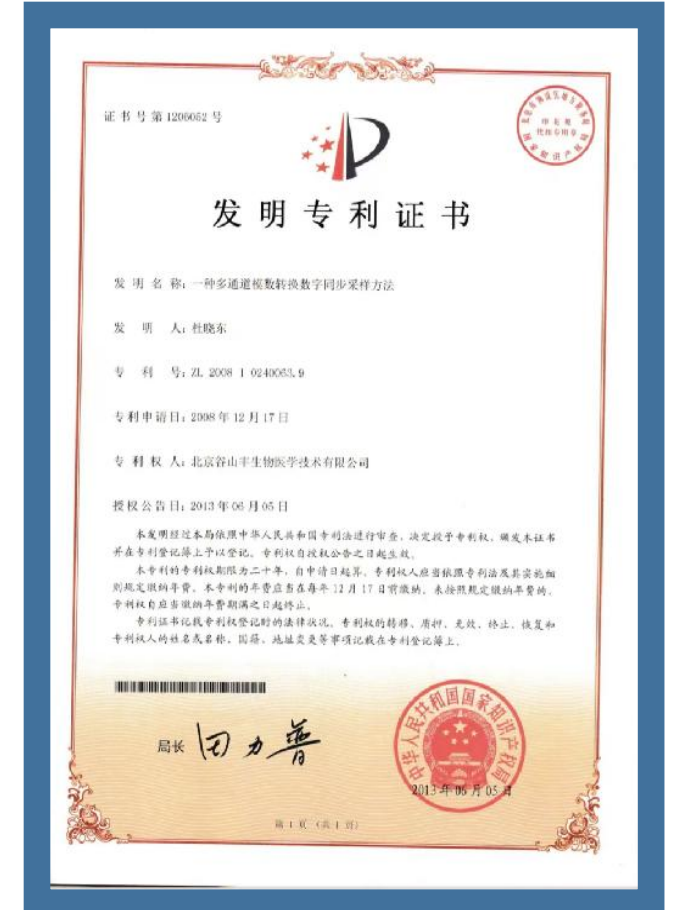 证书号第1206052号
发明专利证书
发明名称：一种多通道模数转换数字同步采样方法
发明人：杜晓东
专利号：ZL 2008 1 0240063.9
专利申请日：2008年12月17日
专利权人：北京谷山丰生物医学技术有限公司
授权公告日：2013年06月05日
本发明经过本局依照中华人民共和国专利法进行审查，决定授予专利权，颁发本证书
并在专利登记簿上予以登记。专利权自授权公告之日起生效。
本专利的专利权期限为二十年，自申请日起算。专利权人应当依照专利法及其实施细
则规定缴纳年费。本专利的年费应当在每年12月17日前缴纳。未按照规定缴纳年费的，
专利权自应当缴纳年费期满之日起终止。
专利证书记载专利权登记时的法律状况。专利权的转移、质押、无效、终止、恢复和
专利权人的姓名或名称、国籍、地址变更等事项记载在专利登记簿上。
局长
田力普
中华人民共和国国家知识产权局
2013年06月05日
第1页（共1页）